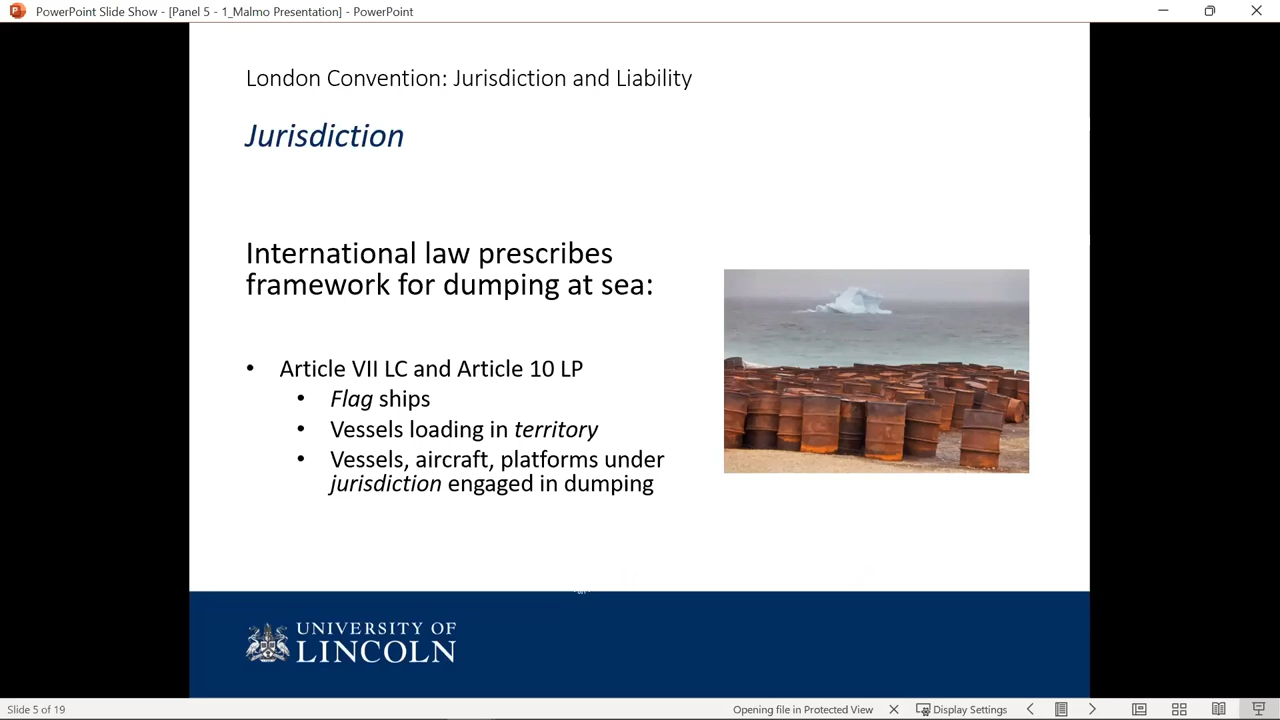 PowerPoint Slide Show - [Panel 5 - 1_Malmo Presentation] - PowerPoint
London Convention: Jurisdiction and Liability
Jurisdiction
International law prescribes
framework for dumping at sea:
• Article VII LC and Article 10 LP
• Flag ships
• Vessels loading in territory
• Vessels, aircraft, platforms under
jurisdiction engaged in dumping
UNIVERSITY OF
LINCOLN
Slide 5 of 19
Opening file in Protected View
Display Settings